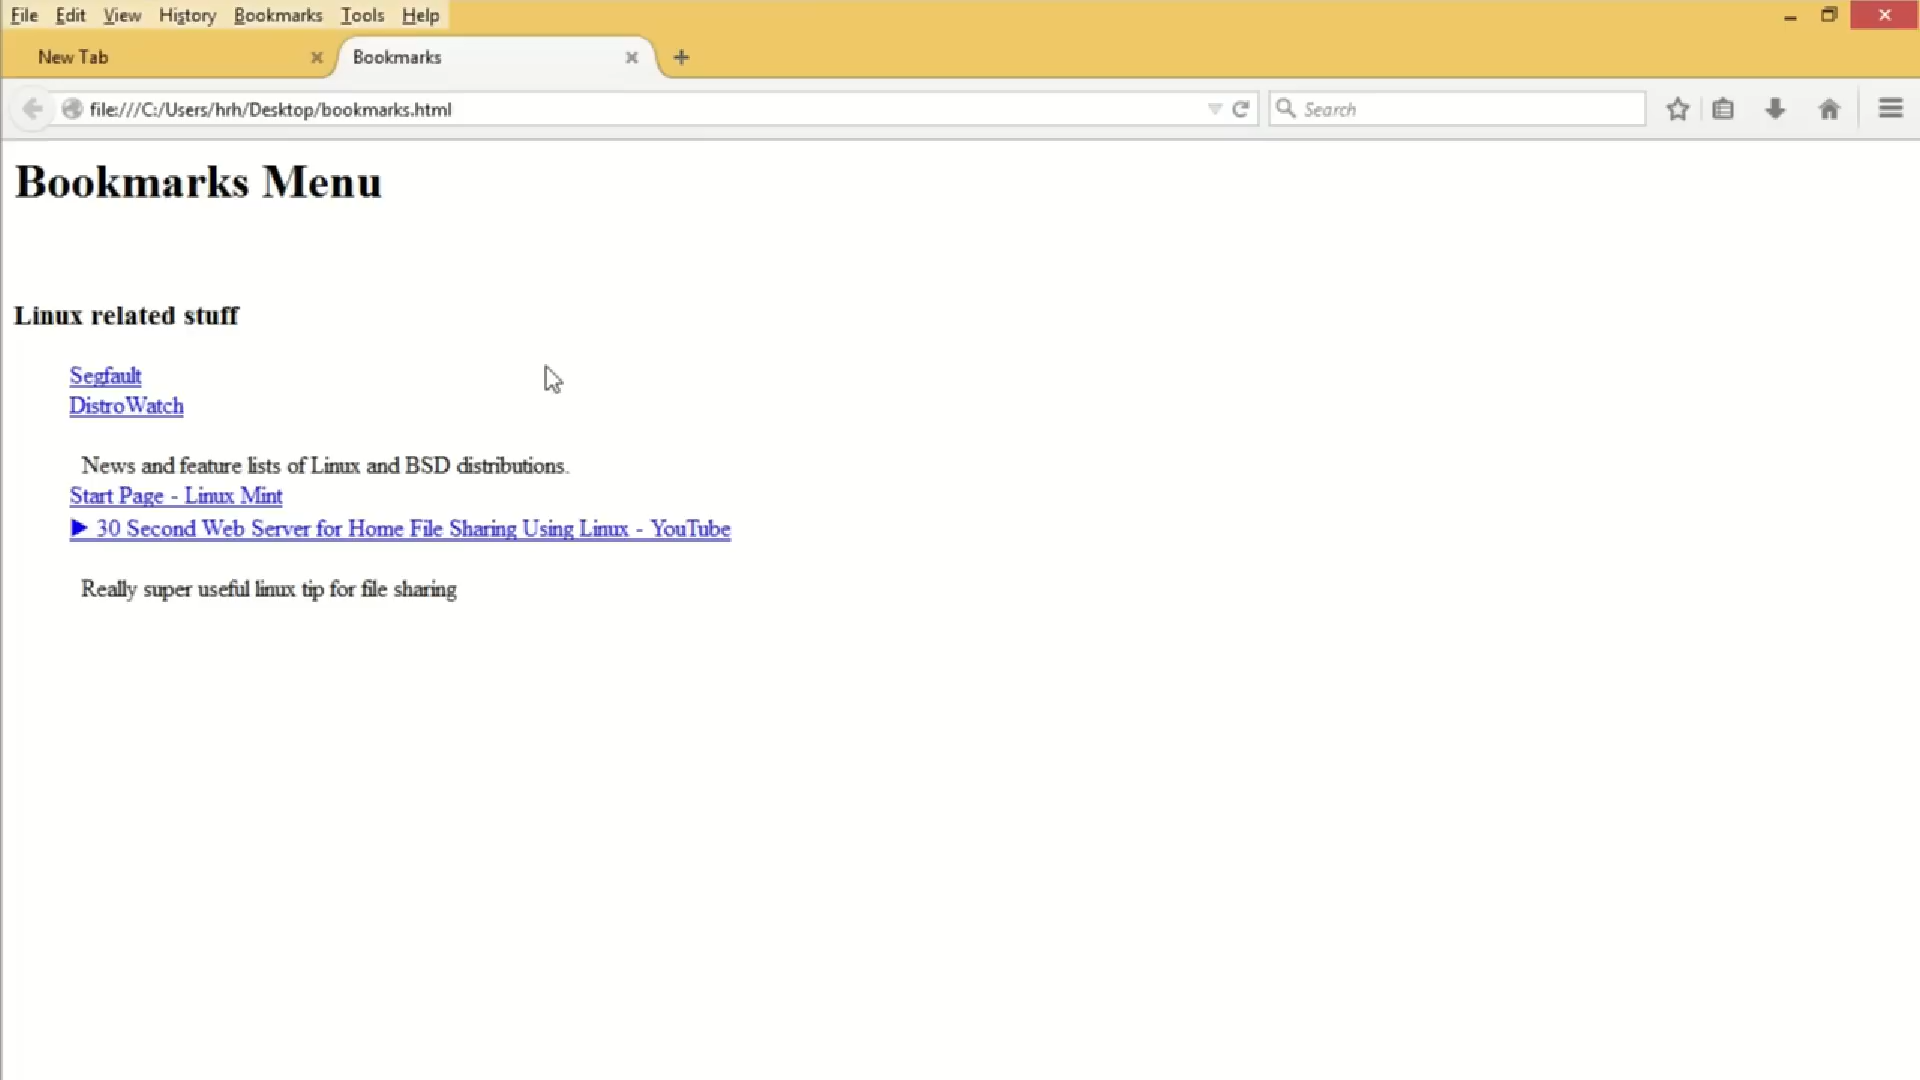 File Edit View History Bookmarks Tools Help
New Tab Bookmarks
file:///C:/Users/hrh/Desktop/bookmarks.html Search
Bookmarks Menu
Linux related stuff
Segfault
DistroWatch
News and feature lists of Linux and BSD distributions.
Start Page - Linux Mint
▶ 30 Second Web Server for Home File Sharing Using Linux - YouTube
Really super useful linux tip for file sharing